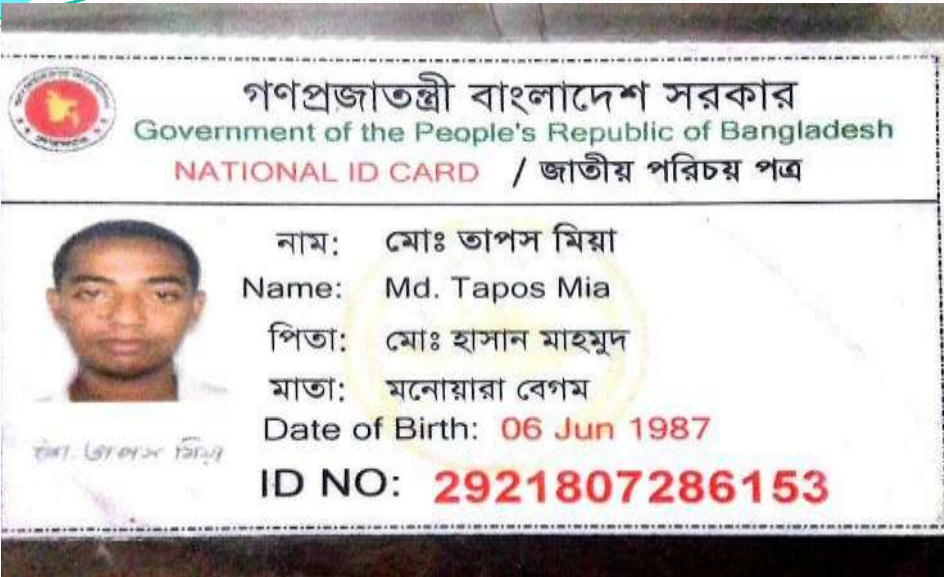 গণপ্রজাতন্ত্রী বাংলাদেশ সরকার
Government of the People's Republic of Bangladesh
NATIONAL ID CARD / জাতীয় পরিচয় পত্র
নাম: মোঃ তাপস মিয়া
Name: Md. Tapos Mia
পিতা: মোঃ হাসান মাহমুদ
মাতা: মনোয়ারা বেগম
Date of Birth: 06 Jun 1987
মোঃ তাপস মিয়া
ID NO: 2921807286153